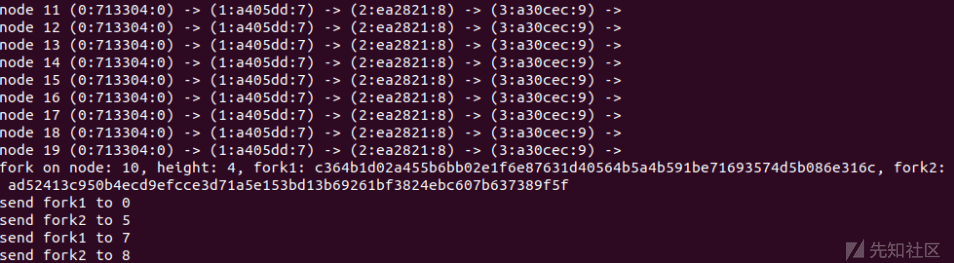 node 11 (0:713304:0) -> (1:a405dd:7) -> (2:ea2821:8) -> (3:a30cec:9) ->
node 12 (0:713304:0) -> (1:a405dd:7) -> (2:ea2821:8) -> (3:a30cec:9) ->
node 13 (0:713304:0) -> (1:a405dd:7) -> (2:ea2821:8) -> (3:a30cec:9) ->
node 14 (0:713304:0) -> (1:a405dd:7) -> (2:ea2821:8) -> (3:a30cec:9) ->
node 15 (0:713304:0) -> (1:a405dd:7) -> (2:ea2821:8) -> (3:a30cec:9) ->
node 16 (0:713304:0) -> (1:a405dd:7) -> (2:ea2821:8) -> (3:a30cec:9) ->
node 17 (0:713304:0) -> (1:a405dd:7) -> (2:ea2821:8) -> (3:a30cec:9) ->
node 18 (0:713304:0) -> (1:a405dd:7) -> (2:ea2821:8) -> (3:a30cec:9) ->
node 19 (0:713304:0) -> (1:a405dd:7) -> (2:ea2821:8) -> (3:a30cec:9) ->
fork on node: 10, height: 4, fork1: c364b1d02a455b6bb02e1f6e87631d40564b5a4b591be71693574d5b086e316c, fork2:
ad52413c950b4ecd9efcce3d71a5e153bd13b69261bf3824ebc607b637389f5f
send fork1 to 0
send fork2 to 5
send fork1 to 7
send fork2 to 8
先知社区